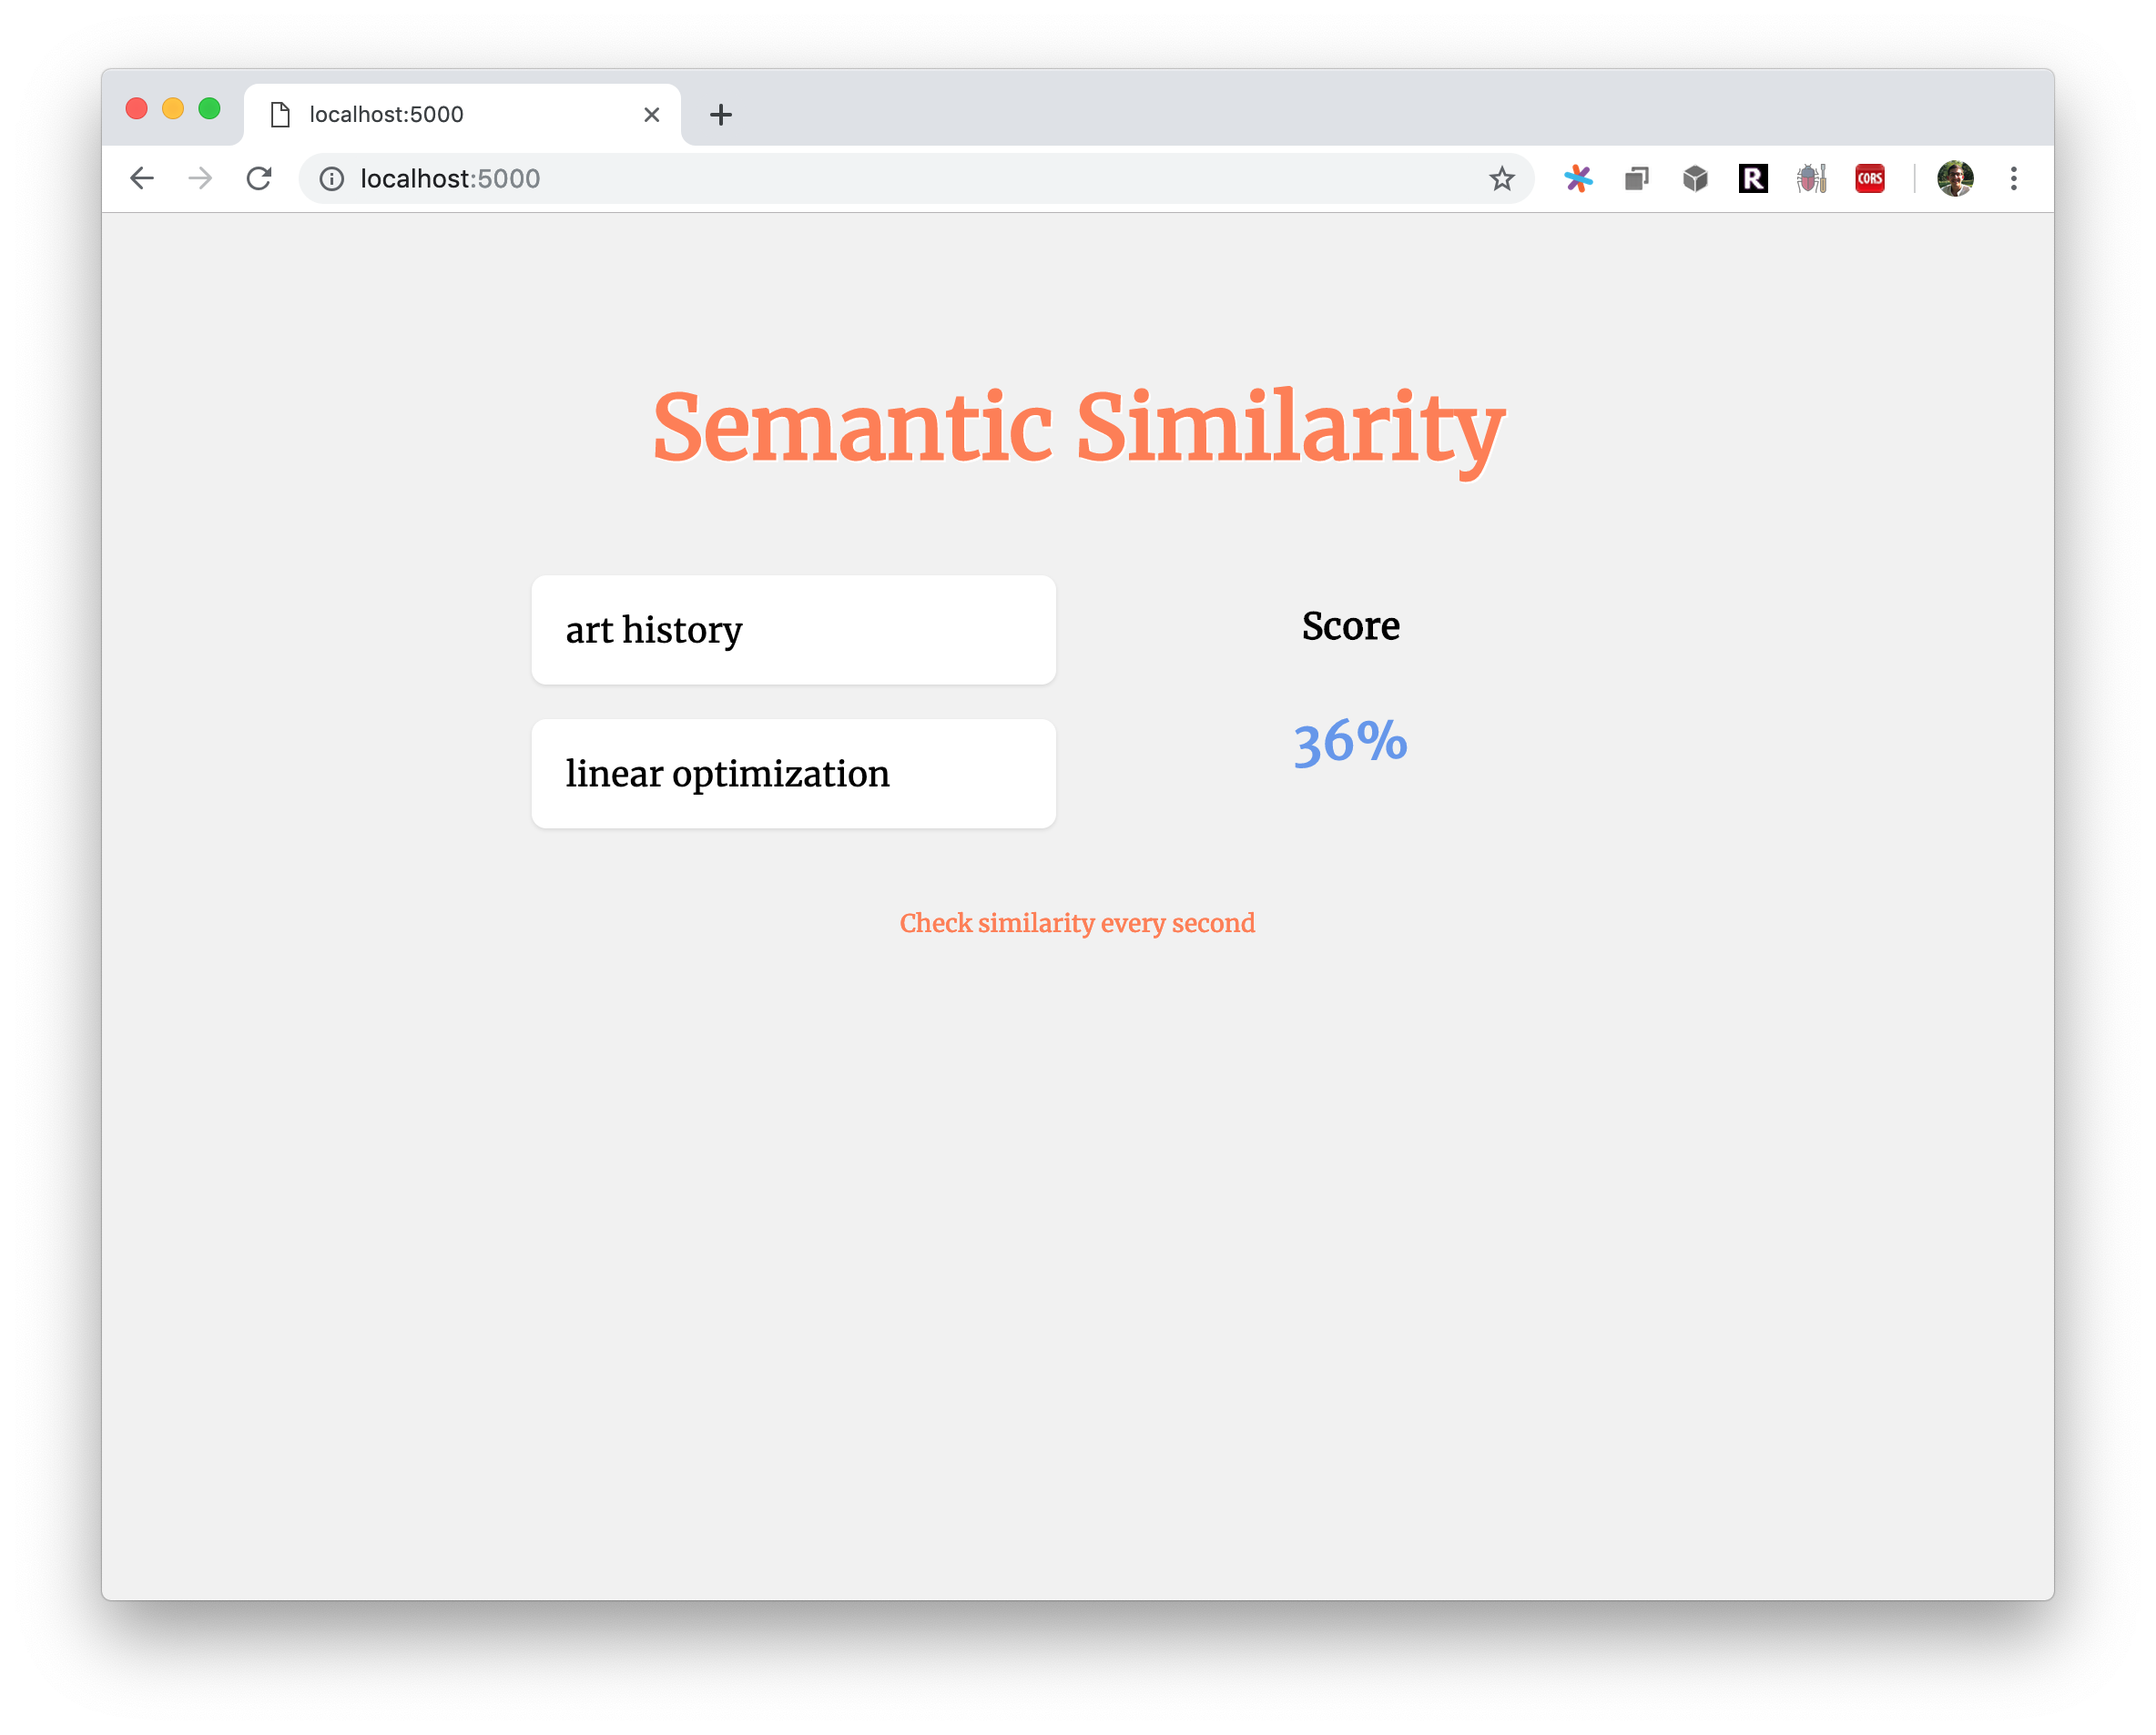 localhost:5000
localhost:5000
R
CORS
Semantic Similarity
art history
Score
linear optimization
36%
Check similarity every second